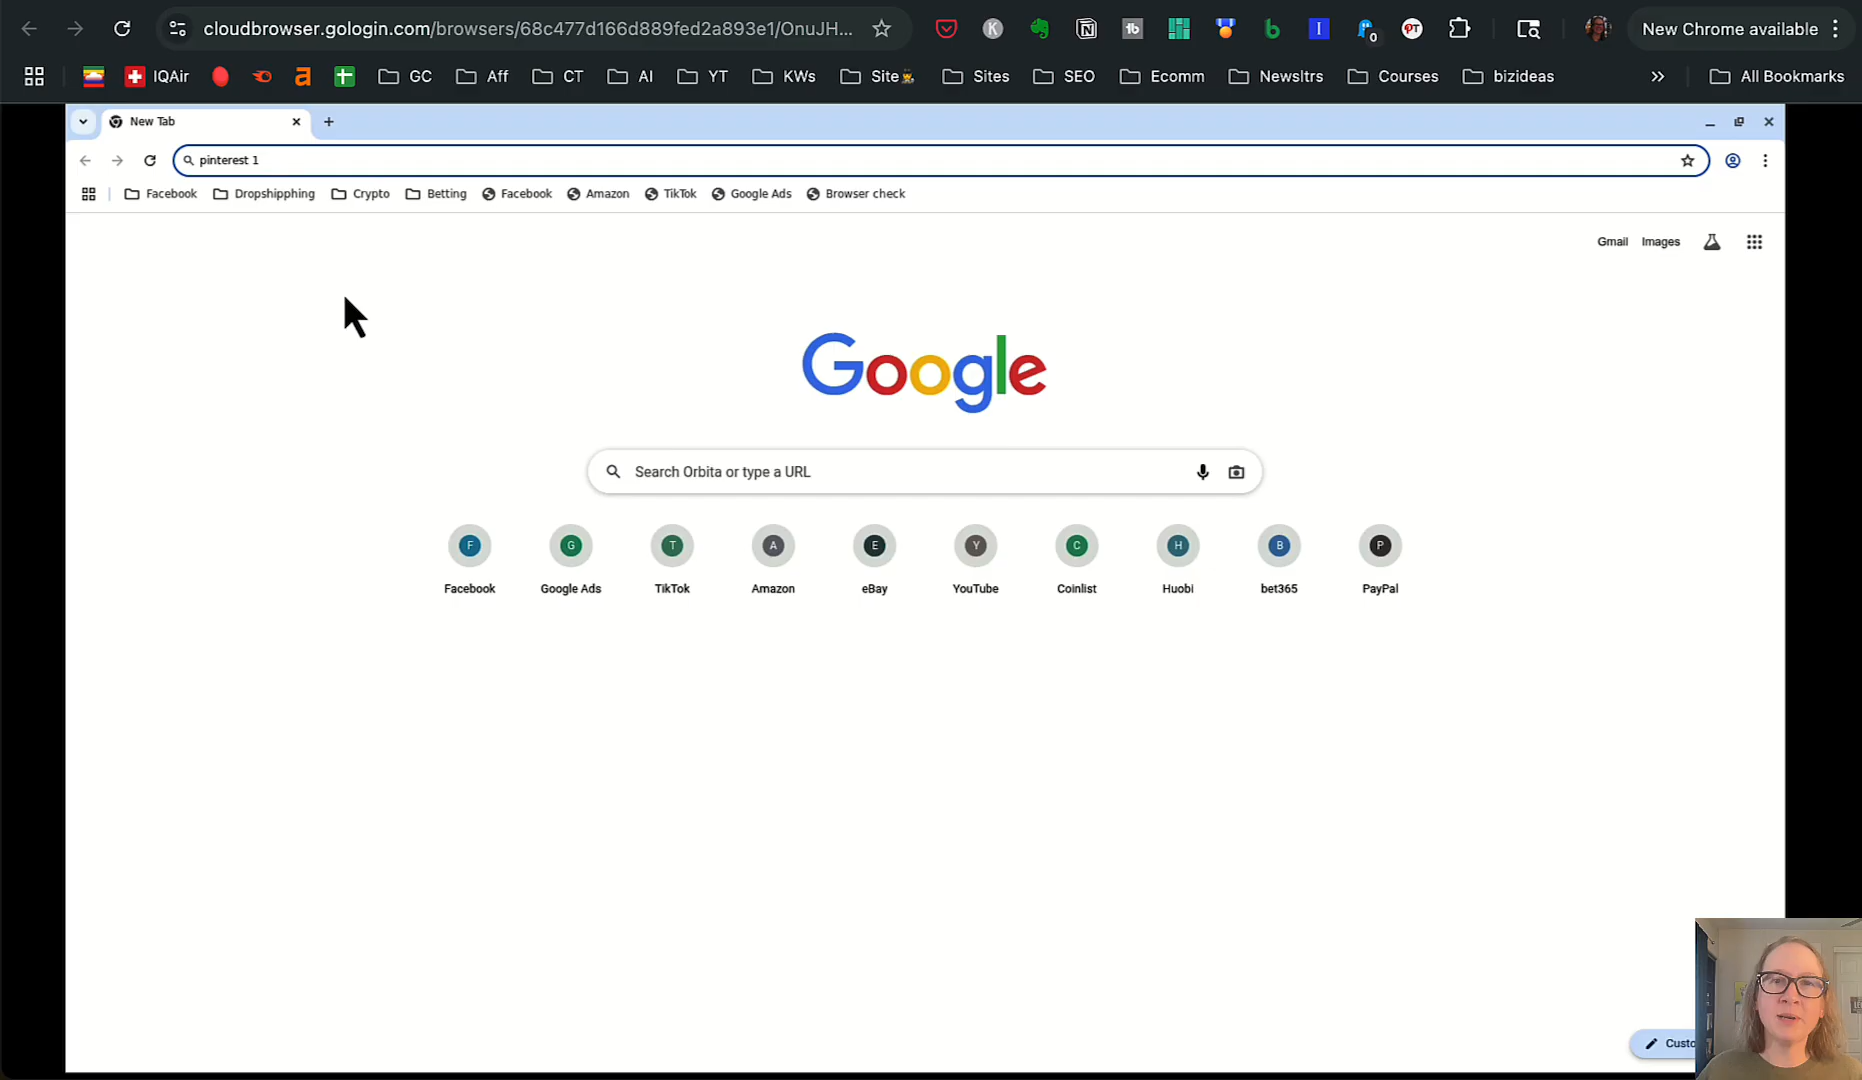 cloudbrowser.gologin.com/browsers/68c477d166d889fed2a893e1/OnuJH...
0
New Chrome available
IQAir
GC
Aff
CT
AI
YT
KWs
Site
Sites
SEO
Ecomm
Newsltrs
Courses
bizideas
All Bookmarks
New Tab
pinterest 1
Facebook
Dropshipphing
Crypto
Betting
Facebook
Amazon
TikTok
Google Ads
Browser check
Gmail
Images
Google
Search Orbita or type a URL
F
G
T
A
E
Y
C
H
B
P
Facebook
Google Ads
TikTok
Amazon
eBay
YouTube
Coinlist
Huobi
bet365
PayPal